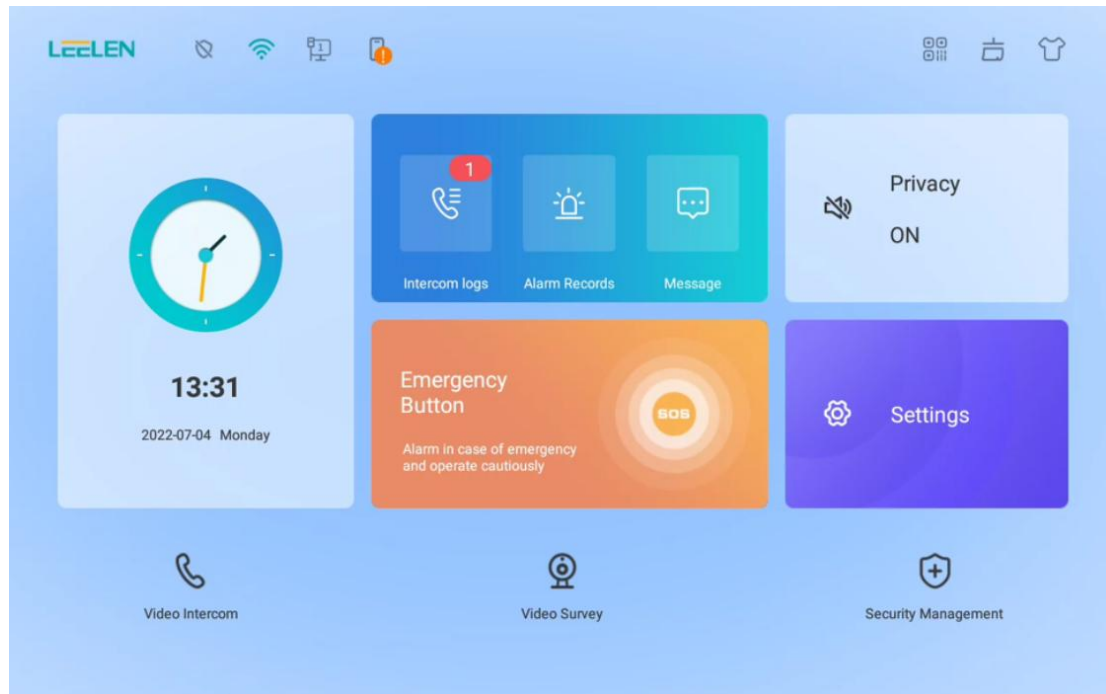 LEELEN
1
1
Intercom logs
Alarm Records
Message
Privacy
ON
13:31
2022-07-04 Monday
Emergency
Button
SOS
Alarm in case of emergency
and operate cautiously
Settings
Video Intercom
Video Survey
Security Management